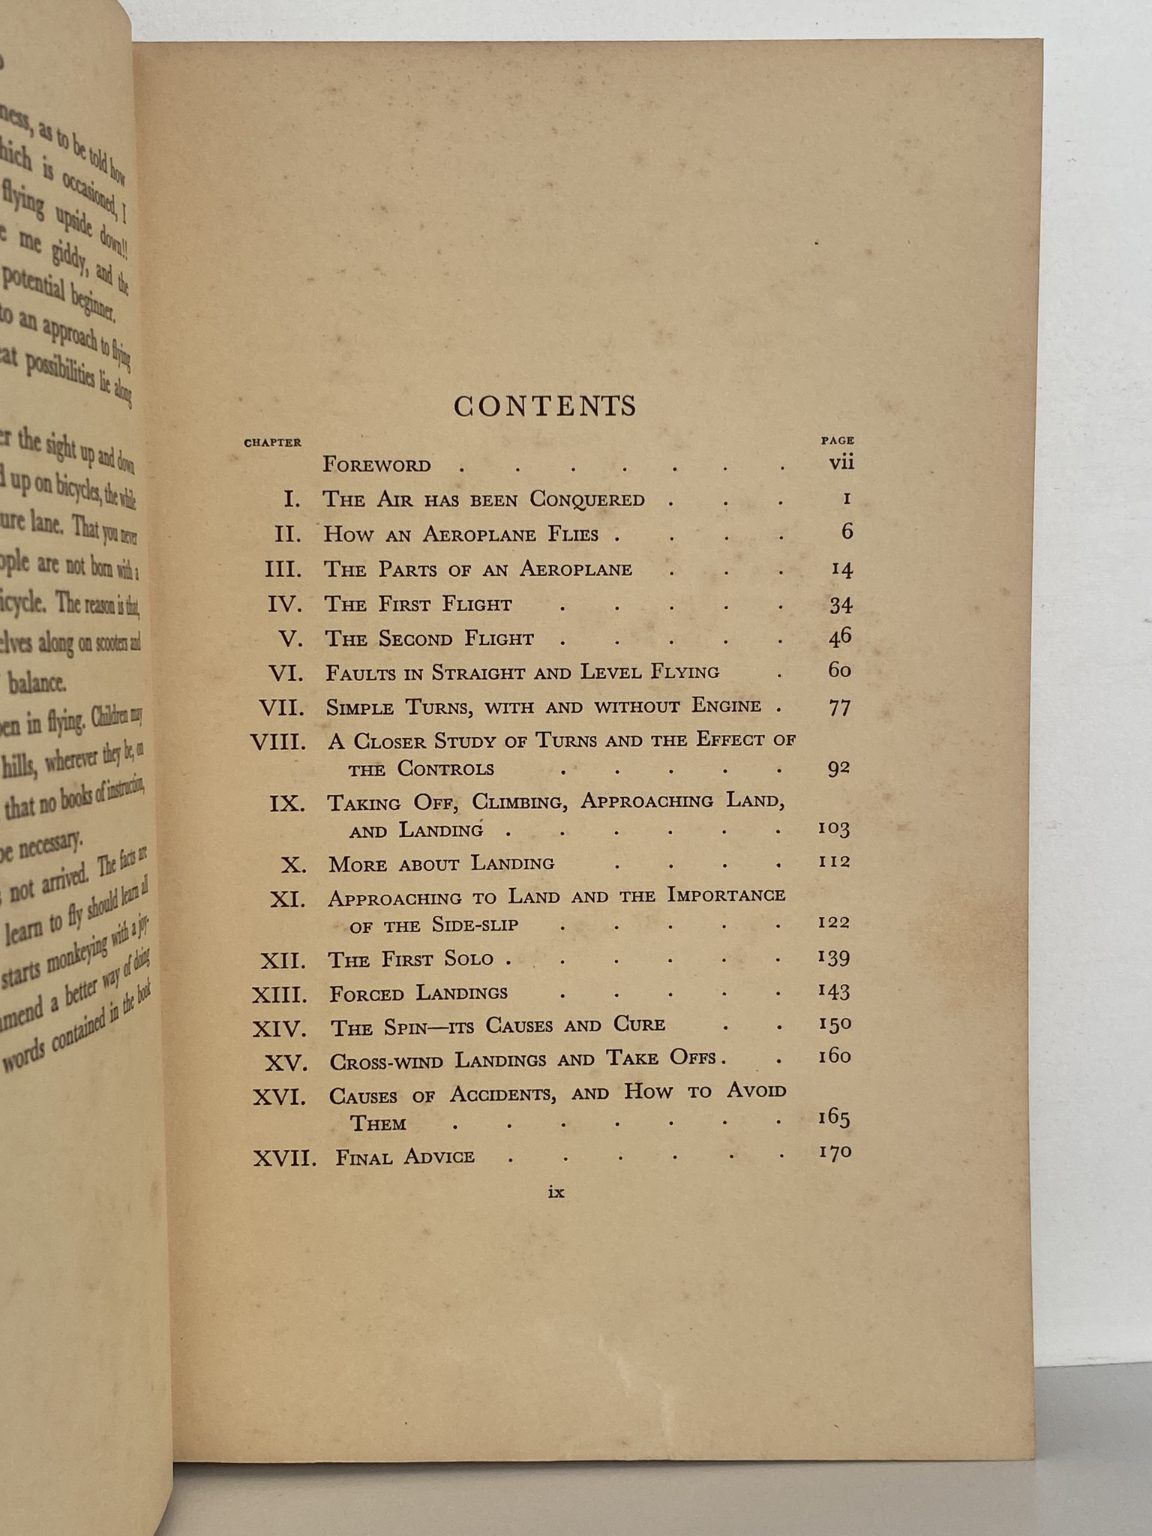 ness, as to be told how
which is occasioned, I
flying upside down!!
me giddy, and the
potential beginner.
to an approach to flying
possibilities lie along
the sight up and down
up on bicycles, the while
lane. That you never
are not born with a
The reason is that,
along on scooters and
balance.
in flying. Children may
hills, wherever they be, on
that no books of instruction,
be necessary.
not arrived. The facts are
learn to fly should learn all
starts monkeying with a joy-
a better way of doing
words contained in the book
CONTENTS
CHAPTER PAGE
FOREWORD . . . . . . . vii
I. THE AIR HAS BEEN CONQUERED . . . 1
II. HOW AN AEROPLANE FLIES . . . . 6
III. THE PARTS OF AN AEROPLANE . . . 14
IV. THE FIRST FLIGHT . . . . . 34
V. THE SECOND FLIGHT . . . . . 46
VI. FAULTS IN STRAIGHT AND LEVEL FLYING . 60
VII. SIMPLE TURNS, WITH AND WITHOUT ENGINE . 77
VIII. A CLOSER STUDY OF TURNS AND THE EFFECT OF
THE CONTROLS . . . . . 92
IX. TAKING OFF, CLIMBING, APPROACHING LAND,
AND LANDING . . . . . . 103
X. MORE ABOUT LANDING . . . . 112
XI. APPROACHING TO LAND AND THE IMPORTANCE
OF THE SIDE-SLIP . . . . . 122
XII. THE FIRST SOLO . . . . . . 139
XIII. FORCED LANDINGS . . . . . 143
XIV. THE SPIN—ITS CAUSES AND CURE . . 150
XV. CROSS-WIND LANDINGS AND TAKE OFFS . . 160
XVI. CAUSES OF ACCIDENTS, AND HOW TO AVOID
THEM . . . . . . . 165
XVII. FINAL ADVICE . . . . . . 170
ix